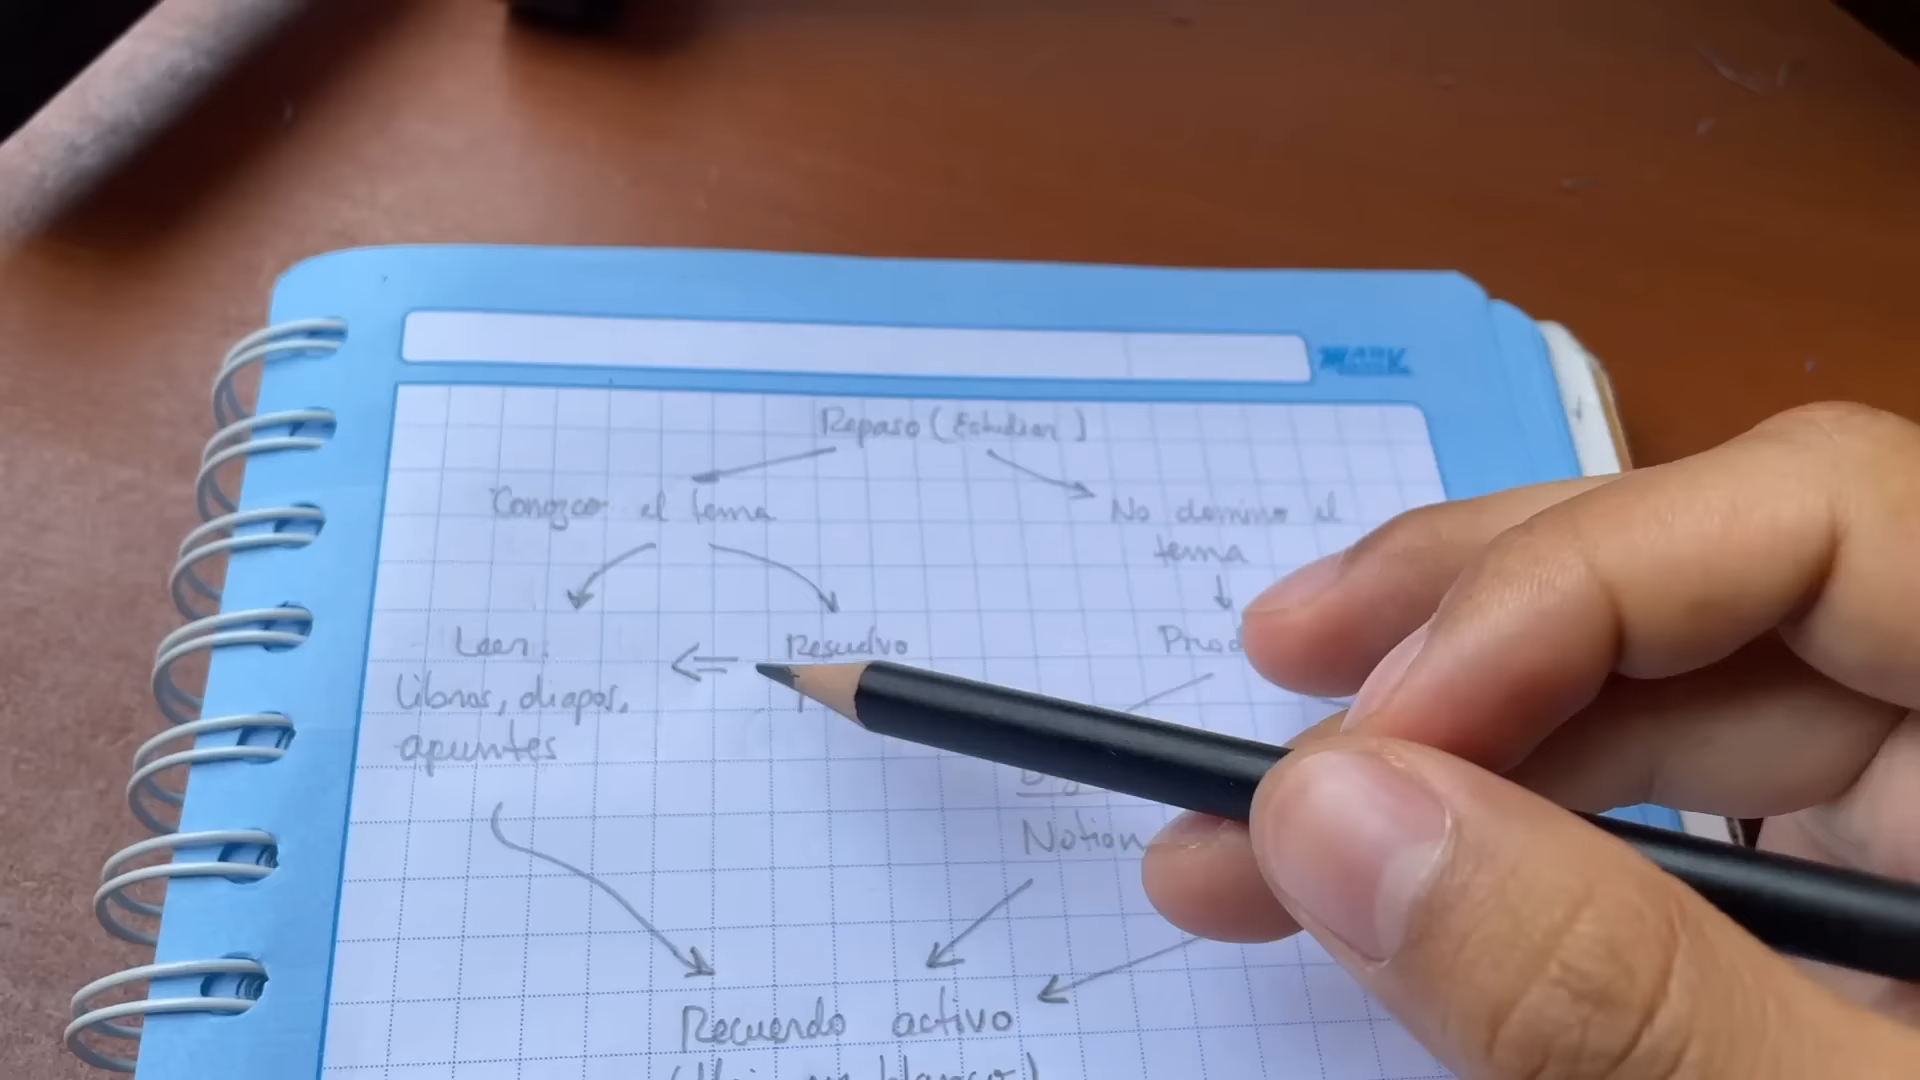 Repaso (Estudiar)
Conozco el tema
No domino el
tema
Leer:
Resuelvo
libros, diapos,
apuntes
Notion
Recuerdo activo